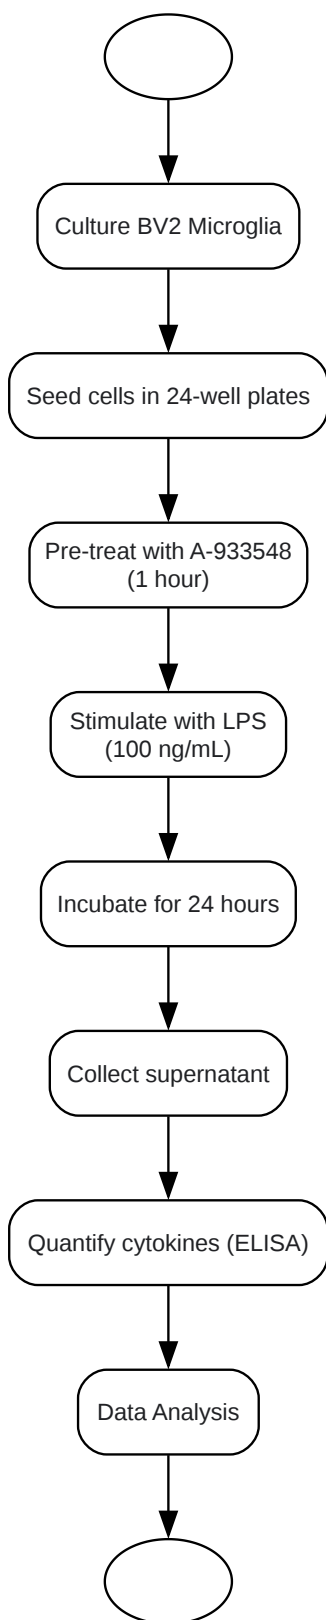 Culture BV2 Microglia
Seed cells in 24-well plates
Pre-treat with A-933548
(1 hour)
Stimulate with LPS
(100 ng/mL)
Incubate for 24 hours
Collect supernatant
Quantify cytokines (ELISA)
Data Analysis